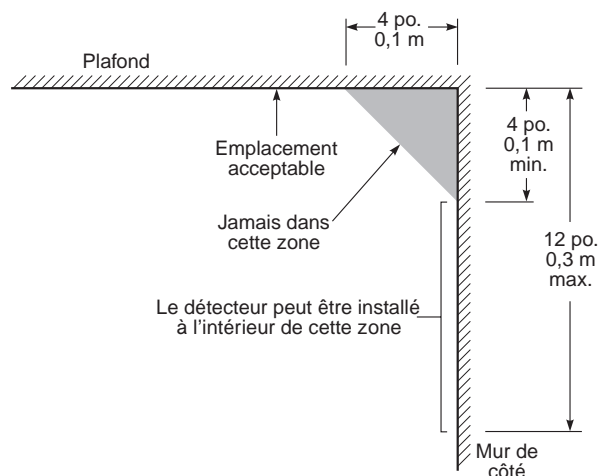 4 po.
0,1 m
Plafond
Emplacement
acceptable
4 po.
0,1 m
min.
Jamais dans
cette zone
12 po.
0,3 m
max.
Le détecteur peut être installé
à l'intérieur de cette zone
Mur de
côté